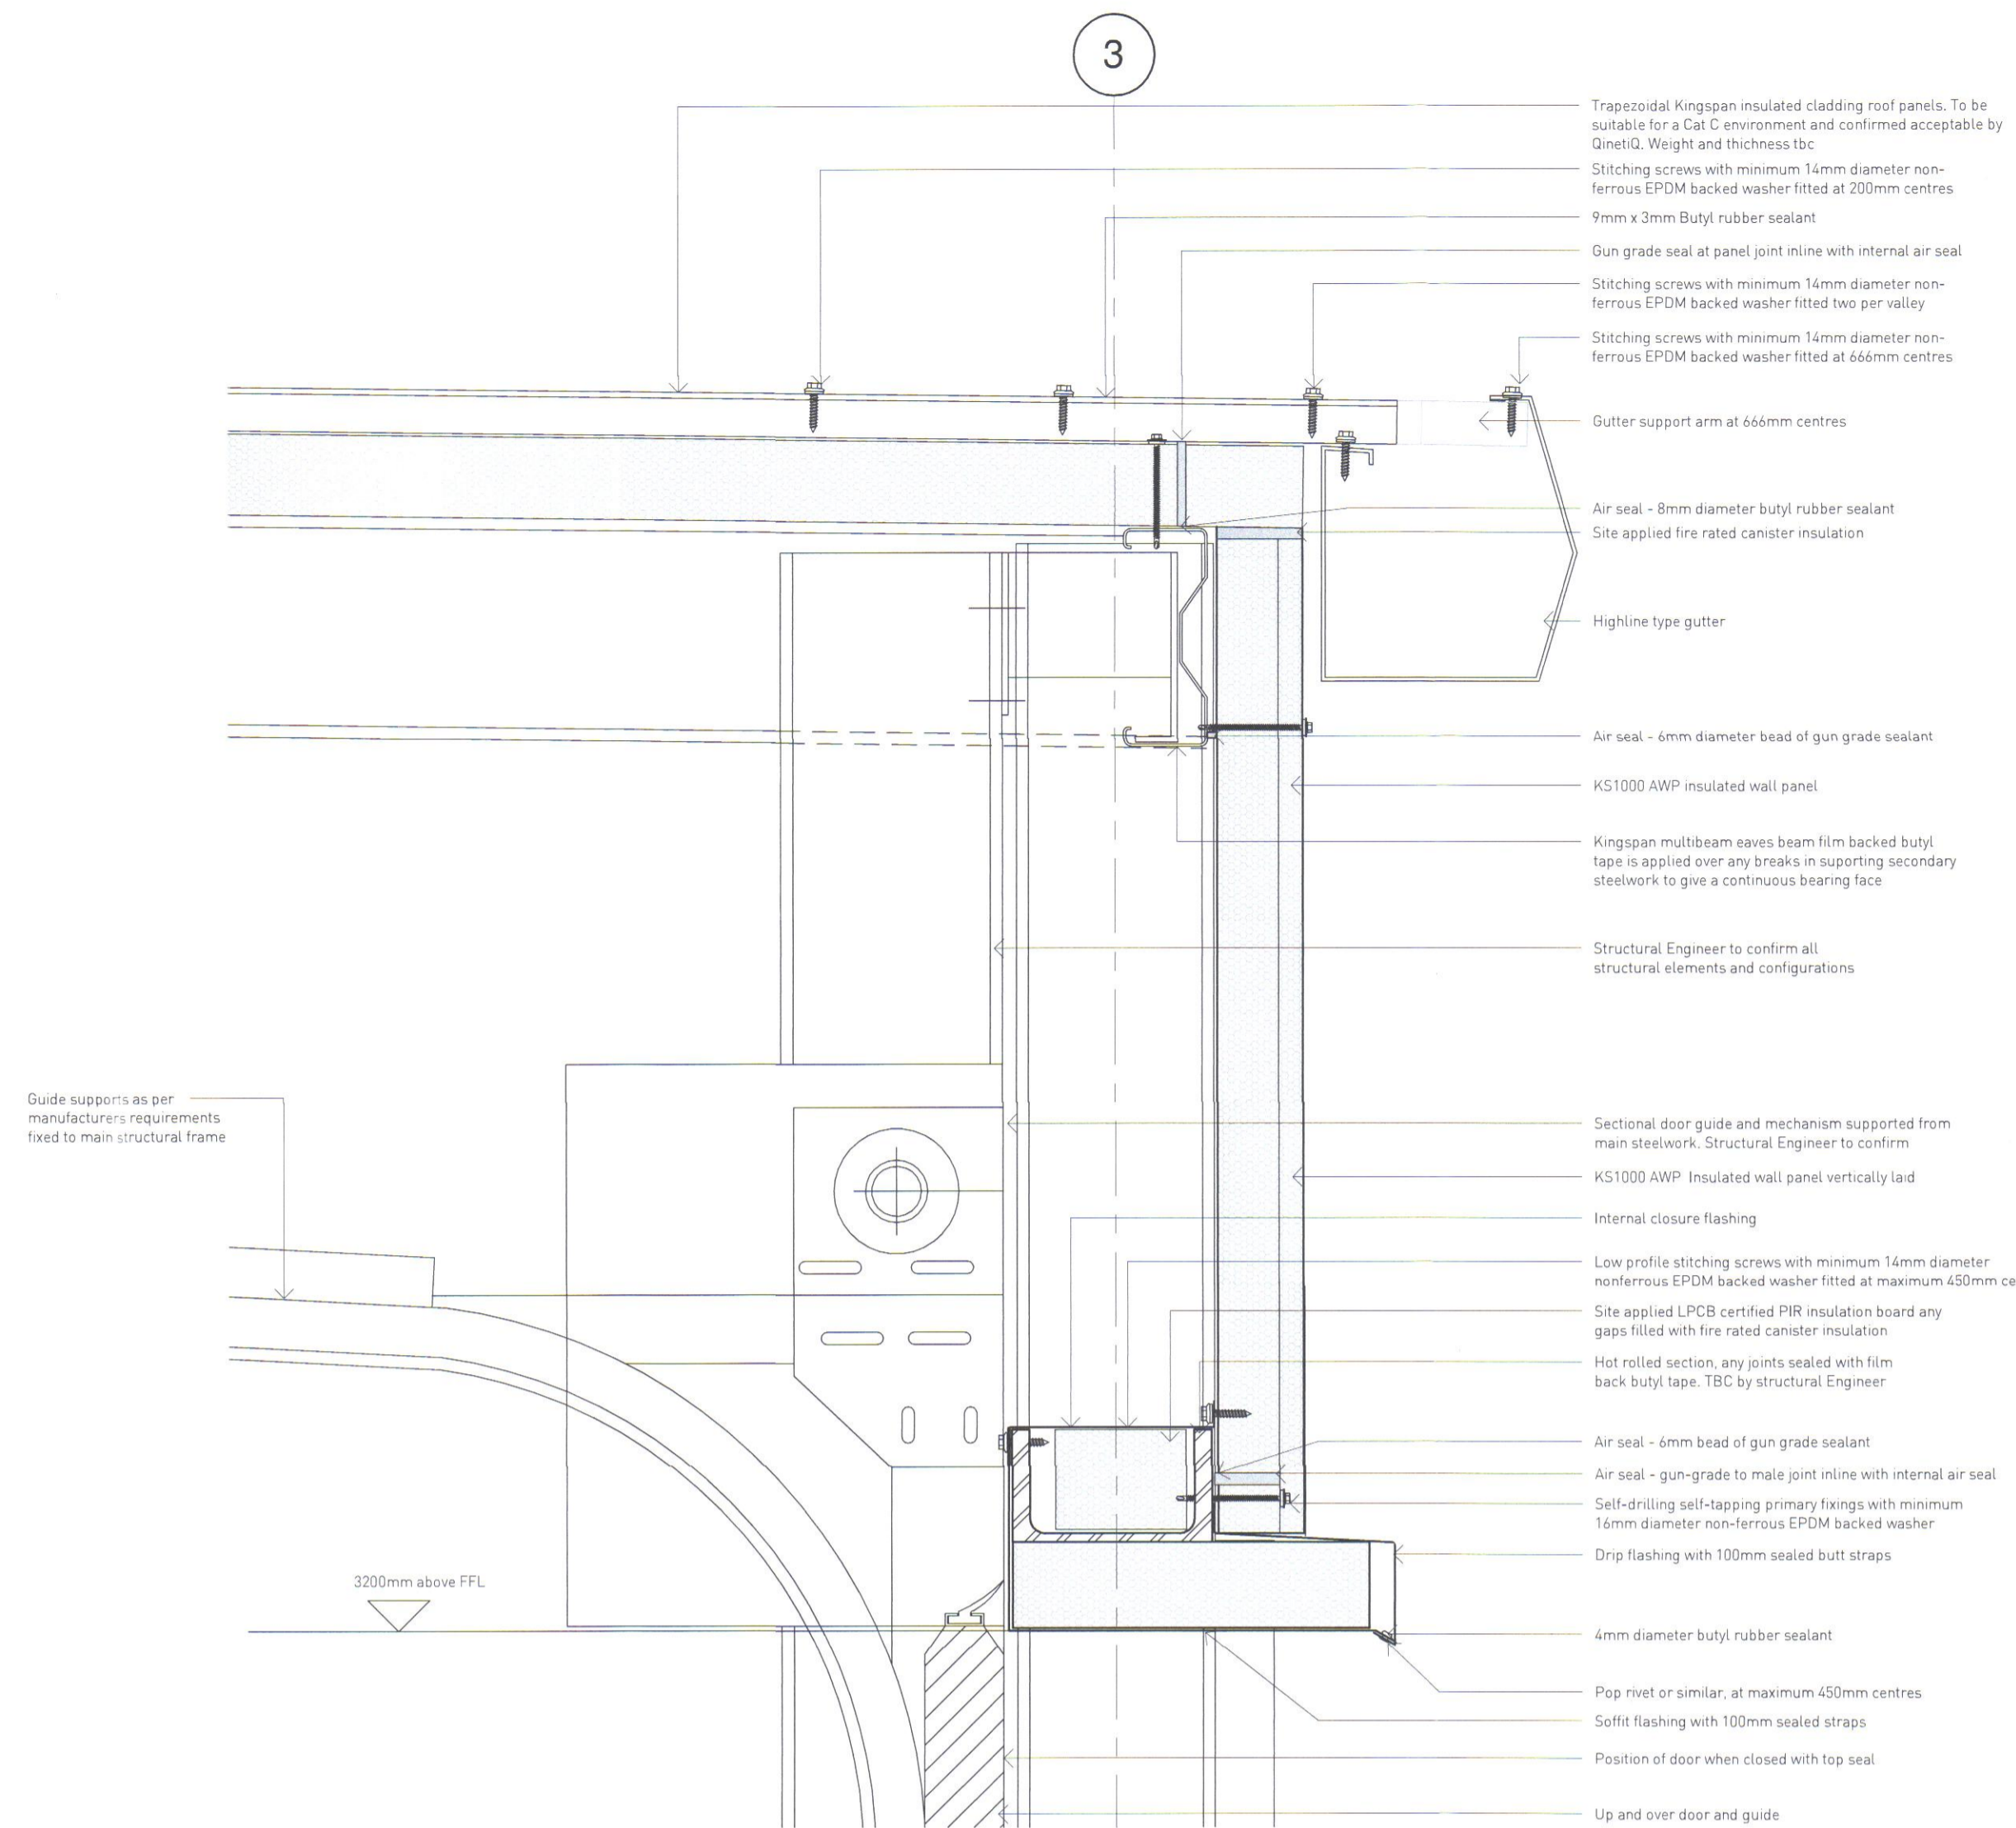 3
Trapezoidal Kingspan insulated cladding roof panels. To be
suitable for a Cat C environment and confirmed acceptable by
QinetiQ. Weight and thichness tbc
Stitching screws with minimum 14mm diameter non-
ferrous EPDM backed washer fitted at 200mm centres
9mm x 3mm Butyl rubber sealant
Gun grade seal at panel joint inline with internal air seal
Stitching screws with minimum 14mm diameter non-
ferrous EPDM backed washer fitted two per valley
Stitching screws with minimum 14mm diameter non-
ferrous EPDM backed washer fitted at 666mm centres
Gutter support arm at 666mm centres
Air seal - 8mm diameter butyl rubber sealant
Site applied fire rated canister insulation
Highline type gutter
Air seal - 6mm diameter bead of gun grade sealant
KS1000 AWP insulated wall panel
Kingspan multibeam eaves beam film backed butyl
tape is applied over any breaks in suporting secondary
steelwork to give a continuous bearing face
Structural Engineer to confirm all
structural elements and configurations
Guide supports as per
manufacturers requirements
fixed to main structural frame
Sectional door guide and mechanism supported from
main steelwork. Structural Engineer to confirm
KS1000 AWP Insulated wall panel vertically laid
Internal closure flashing
Low profile stitching screws with minimum 14mm diameter
nonferrous EPDM backed washer fitted at maximum 450mm ce
Site applied LPCB certified PIR insulation board any
gaps filled with fire rated canister insulation
Hot rolled section, any joints sealed with film
back butyl tape. TBC by structural Engineer
Air seal - 6mm bead of gun grade sealant
Air seal - gun-grade to male joint inline with internal air seal
Self-drilling self-tapping primary fixings with minimum
16mm diameter non-ferrous EPDM backed washer
Drip flashing with 100mm sealed butt straps
3200mm above FFL
4mm diameter butyl rubber sealant
Pop rivet or similar, at maximum 450mm centres
Soffit flashing with 100mm sealed straps
Position of door when closed with top seal
Up and over door and guide